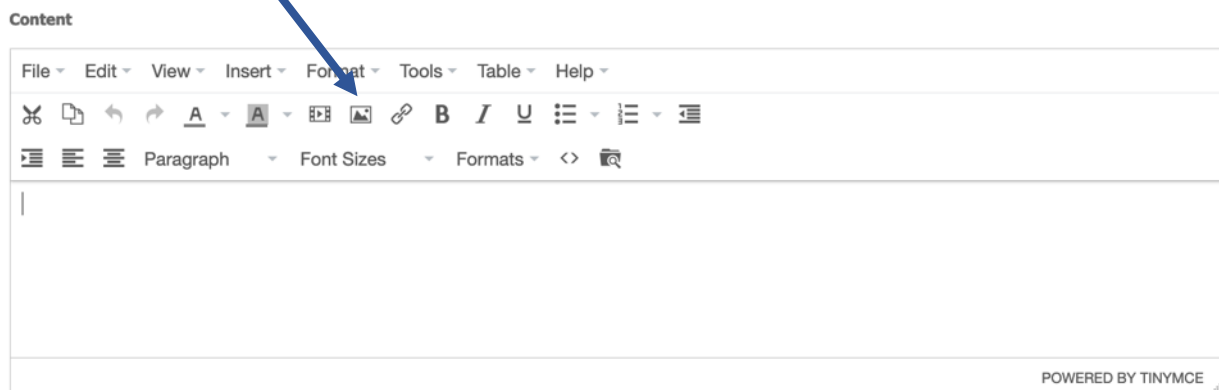 Content
File Edit View Insert Format Tools Table Help
A A B I U
Paragraph Font Sizes Formats <>
POWERED BY TINYMCE